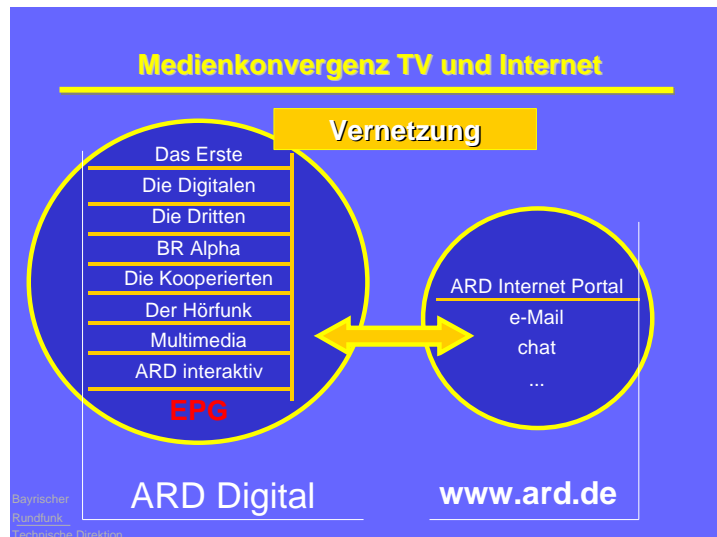 Medienkonvergenz TV und Internet
Vernetzung
Das Erste
Die Digitalen
Die Dritten
BR Alpha
Die Kooperierten
Der Hörfunk
Multimedia
ARD interaktiv
EPG
ARD Internet Portal
e-Mail
chat
...
ARD Digital
www.ard.de
Bayrischer
Rundfunk
Technische Direktion